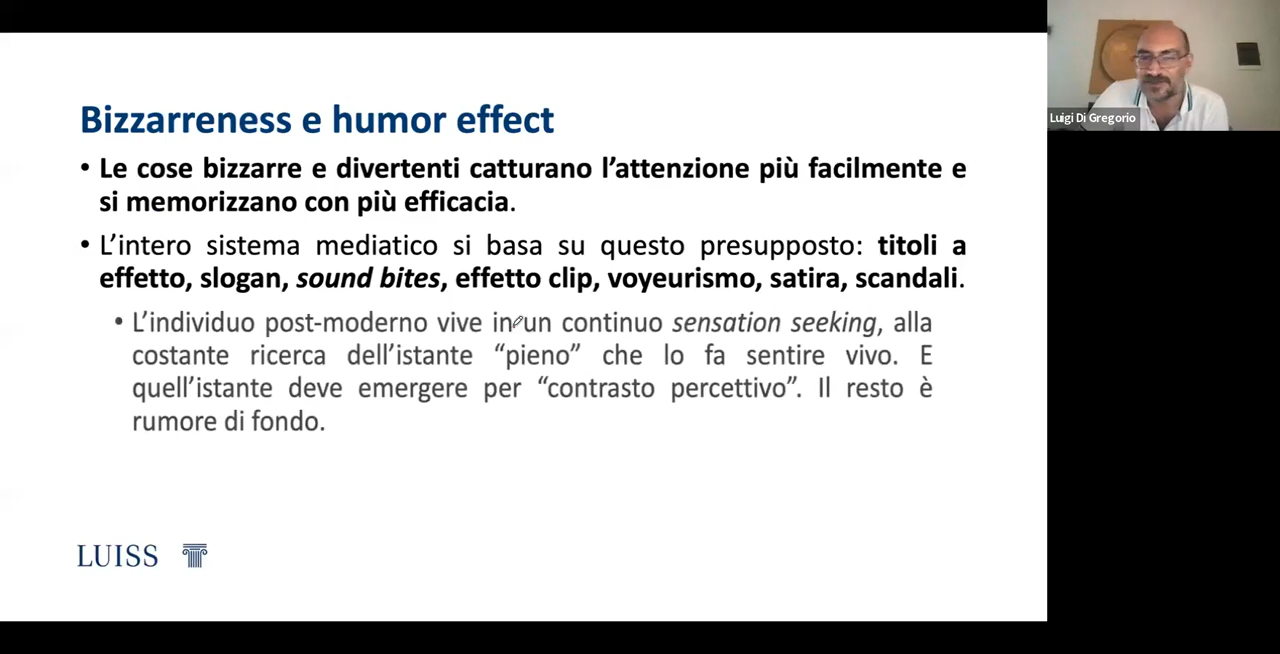 Bizzarreness e humor effect
• Le cose bizzarre e divertenti catturano l’attenzione più facilmente e
si memorizzano con più efficacia.
• L’intero sistema mediatico si basa su questo presupposto: titoli a
effetto, slogan, sound bites, effetto clip, voyeurismo, satira, scandali.
• L’individuo post-moderno vive in un continuo sensation seeking, alla
costante ricerca dell’istante “pieno” che lo fa sentire vivo. E
quell’istante deve emergere per “contrasto percettivo”. Il resto è
rumore di fondo.
LUISS
Luigi Di Gregorio